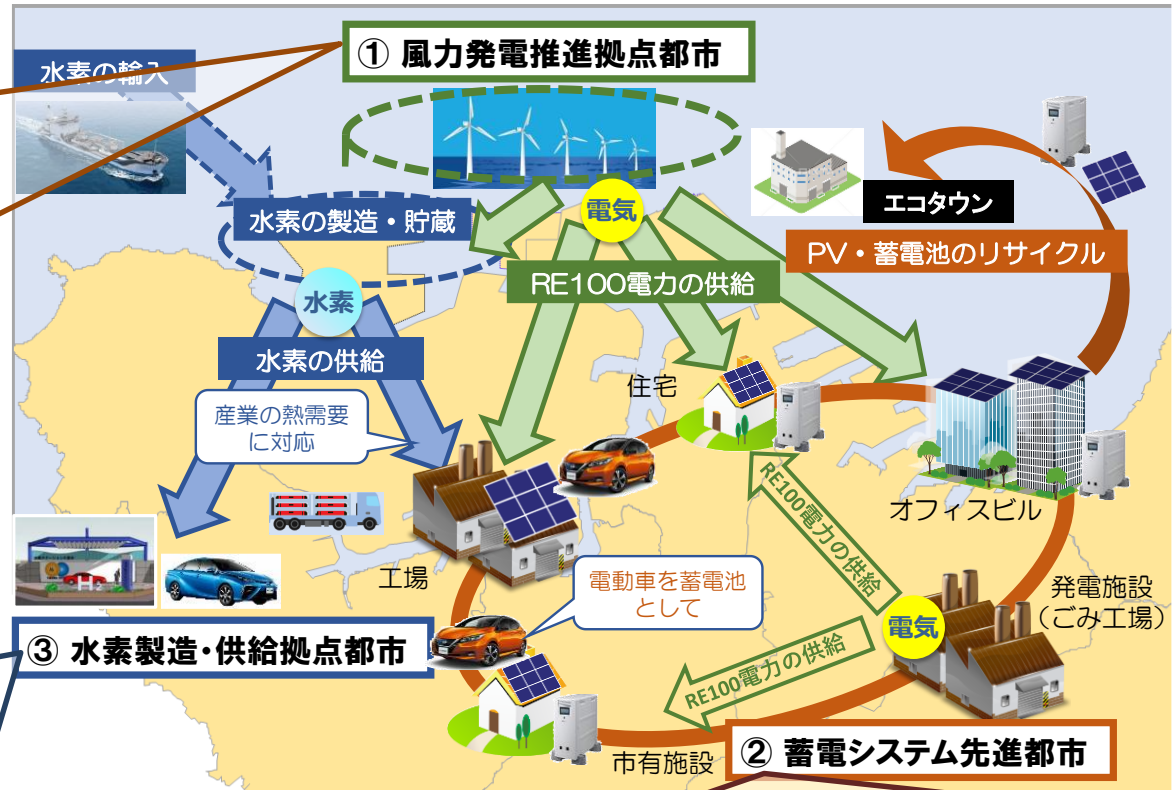 ① 風力発電推進拠点都市
水素の輸入
電気
エコタウン
水素の製造・貯蔵
PV・蓄電池のリサイクル
RE100電力の供給
水素
水素の供給
住宅
産業の熱需要
に対応
RE100電力の供給
オフィスビル
工場
電動車を蓄電池
として
発電施設
（ごみ工場）
電気
H2
③ 水素製造・供給拠点都市
RE100電力の供給
市有施設
② 蓄電システム先進都市